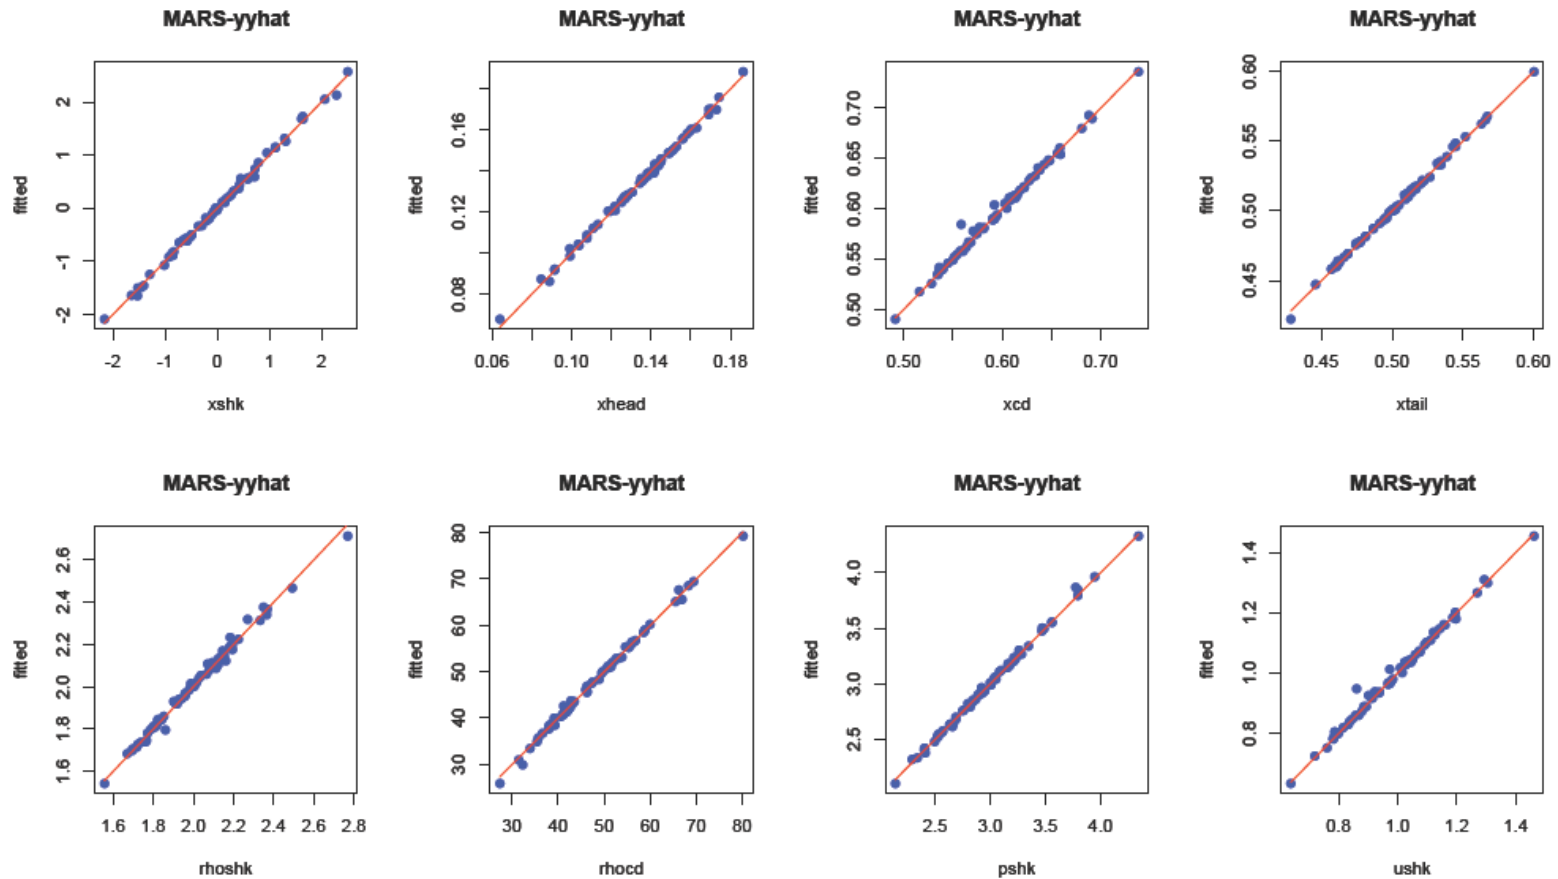 MARS-yyhat MARS-yyhat MARS-yyhat MARS-yyhat
fitted
-2 -1 0 1 2
-2 -1 0 1 2
xshk
fitted
0.08 0.12 0.16
0.06 0.10 0.14 0.18
xhead
fitted
0.50 0.55 0.60 0.65 0.70
0.50 0.60 0.70
xcd
fitted
0.45 0.50 0.55 0.60
0.45 0.50 0.55 0.60
xtail
MARS-yyhat MARS-yyhat MARS-yyhat MARS-yyhat
fitted
1.6 1.8 2.0 2.2 2.4 2.6
1.6 1.8 2.0 2.2 2.4 2.6 2.8
rhoshk
fitted
30 40 50 60 70 80
30 40 50 60 70 80
rhocd
fitted
2.5 3.0 3.5 4.0
2.5 3.0 3.5 4.0
pshk
fitted
0.8 1.0 1.2 1.4
0.8 1.0 1.2 1.4
ushk